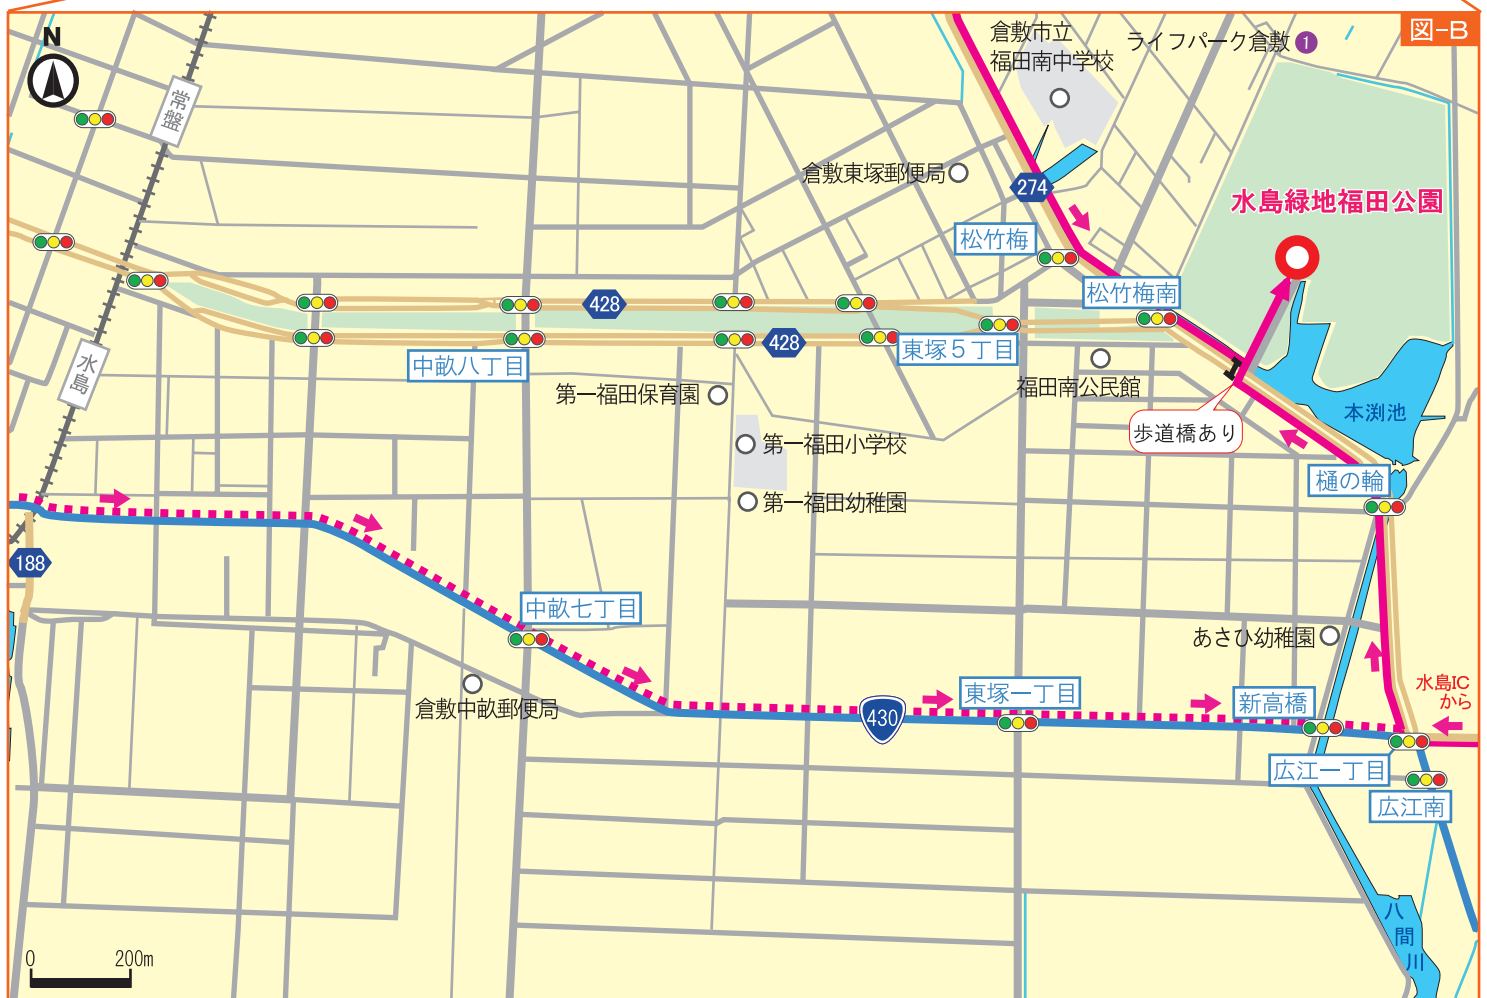 図-B
N
倉敷市立
福田南中学校
ライフパーク倉敷 1
常盤
倉敷東塚郵便局
274
水島緑地福田公園
松竹梅
松竹梅南
428
428
中畝八丁目
東塚5丁目
水島
福田南公民館
第一福田保育園
本渕池
歩道橋あり
第一福田小学校
樋の輪
第一福田幼稚園
188
中畝七丁目
あさひ幼稚園
倉敷中畝郵便局
水島IC
から
東塚一丁目
新高橋
430
広江一丁目
広江南
八間川
0 200m